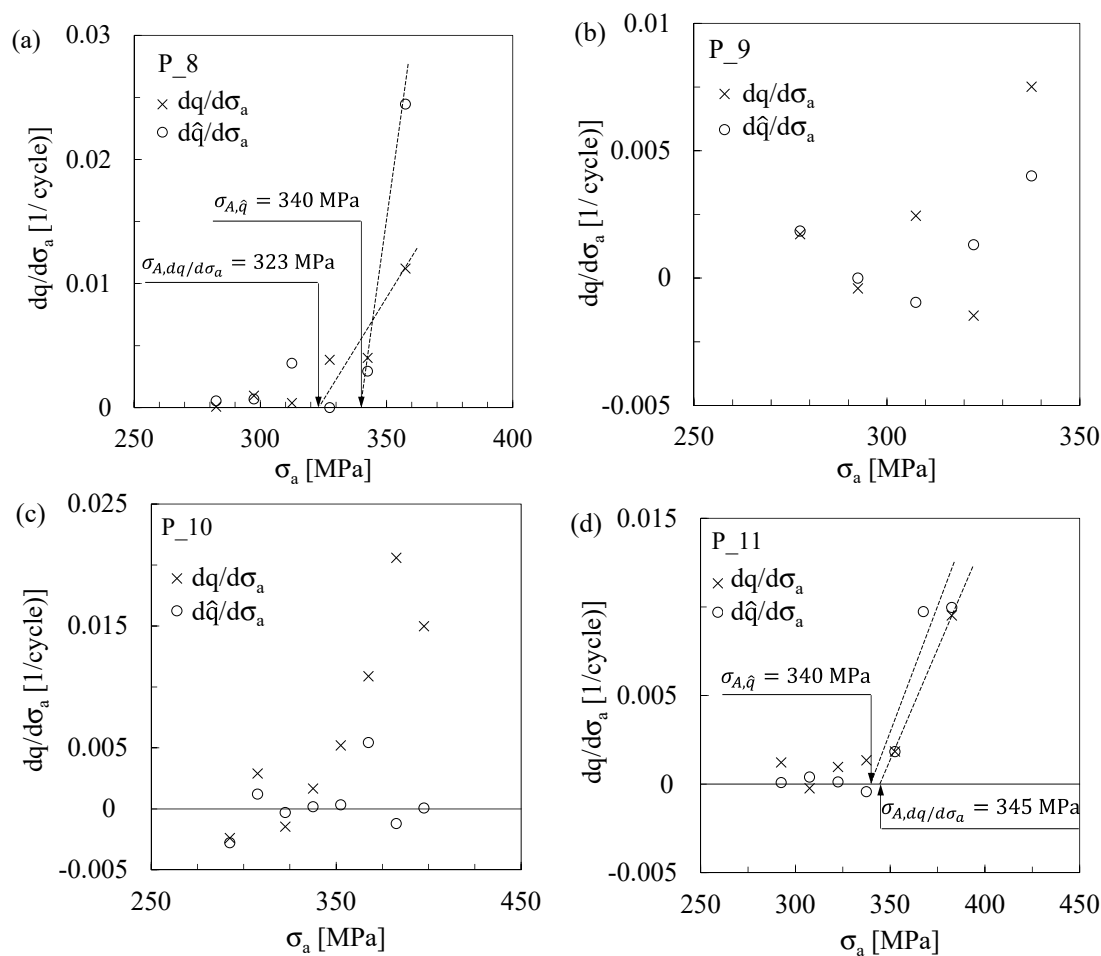 (a)
0.03
P_8
× dq/dσₐ
○ dq̂/dσₐ
0.02
σ_A,q̂ = 340 MPa
σ_A,dq/dσₐ = 323 MPa
0.01
0
250 300 350 400
dq/dσₐ [1/ cycle)]
σₐ [MPa]
(b)
0.01
P_9
× dq/dσₐ
○ dq̂/dσₐ
0.005
0
-0.005
250 300 350
dq/dσₐ [1/ cycle)]
σₐ [MPa]
(c)
0.025
P_10
× dq/dσₐ
○ dq̂/dσₐ
0.015
0.005
0
-0.005
250 350 450
dq/dσₐ [1/cycle)]
σₐ [MPa]
(d)
0.015
P_11
× dq/dσₐ
○ dq̂/dσₐ
σ_A,q̂ = 340 MPa
0.005
0
σ_A,dq/dσₐ = 345 MPa
-0.005
250 300 350 400 450
dq/dσₐ [1/cycle)]
σₐ [MPa]